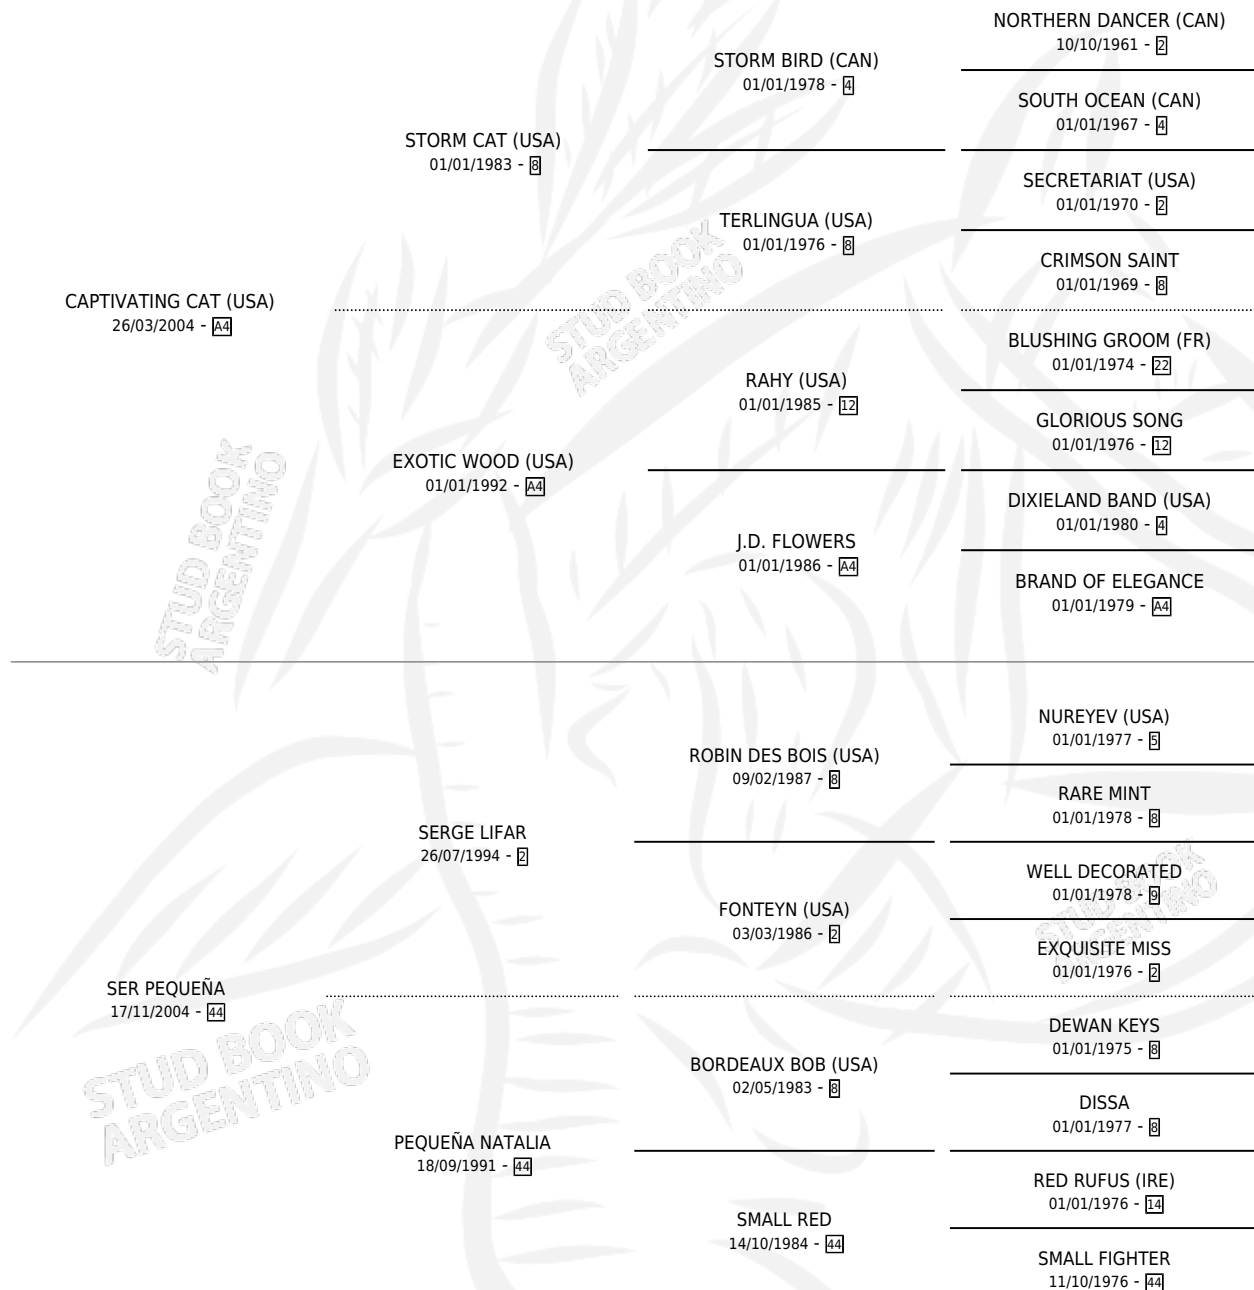 NORTHERN DANCER (CAN)
10/10/1961 - 2
STORM BIRD (CAN)
01/01/1978 - 4
SOUTH OCEAN (CAN)
01/01/1967 - 4
STORM CAT (USA)
01/01/1983 - 8
SECRETARIAT (USA)
01/01/1970 - 2
TERLINGUA (USA)
01/01/1976 - 8
CRIMSON SAINT
01/01/1969 - 8
CAPTIVATING CAT (USA)
26/03/2004 - A4
STUD BOOK
ARGENTINO
BLUSHING GROOM (FR)
01/01/1974 - 22
RAHY (USA)
01/01/1985 - 12
GLORIOUS SONG
01/01/1976 - 12
EXOTIC WOOD (USA)
01/01/1992 - A4
DIXIELAND BAND (USA)
01/01/1980 - 4
J.D. FLOWERS
01/01/1986 - A4
BRAND OF ELEGANCE
01/01/1979 - A4
STUD BOOK
ARGENTINO
NUREYEV (USA)
01/01/1977 - 5
ROBIN DES BOIS (USA)
09/02/1987 - 8
RARE MINT
01/01/1978 - 8
SERGE LIFAR
26/07/1994 - 2
WELL DECORATED
01/01/1978 - 9
FONTEYN (USA)
03/03/1986 - 2
EXQUISITE MISS
01/01/1976 - 2
STUD BOOK
ARGENTINO
SER PEQUEÑA
17/11/2004 - 44
DEWAN KEYS
01/01/1975 - 8
BORDEAUX BOB (USA)
02/05/1983 - 8
DISSA
01/01/1977 - 8
STUD BOOK
ARGENTINO
PEQUEÑA NATALIA
18/09/1991 - 44
RED RUFUS (IRE)
01/01/1976 - 14
SMALL RED
14/10/1984 - 44
SMALL FIGHTER
11/10/1976 - 44